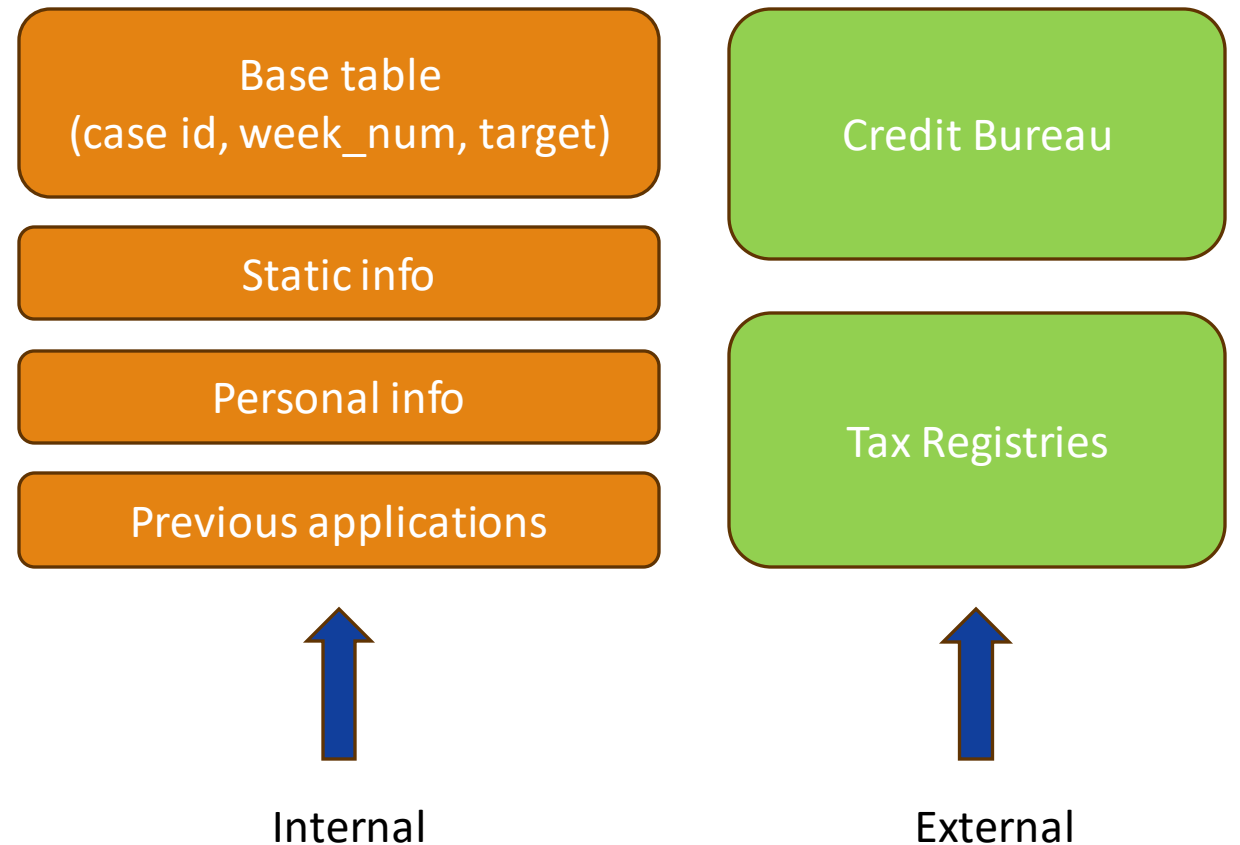 Base table
(case id, week_num, target)
Static info
Personal info
Previous applications
Internal
Credit Bureau
Tax Registries
External